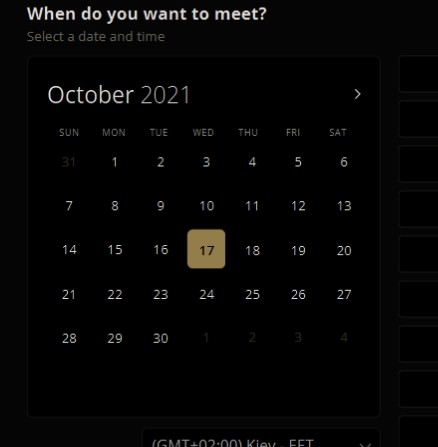 When do you want to meet?
Select a date and time
October 2021
SUN MON TUE WED THU FRI SAT
31 1 2 3 4 5 6
7 8 9 10 11 12 13
14 15 16 17 18 19 20
21 22 23 24 25 26 27
28 29 30 1 2 3 4
(GMT+02:00) Kiev - EET